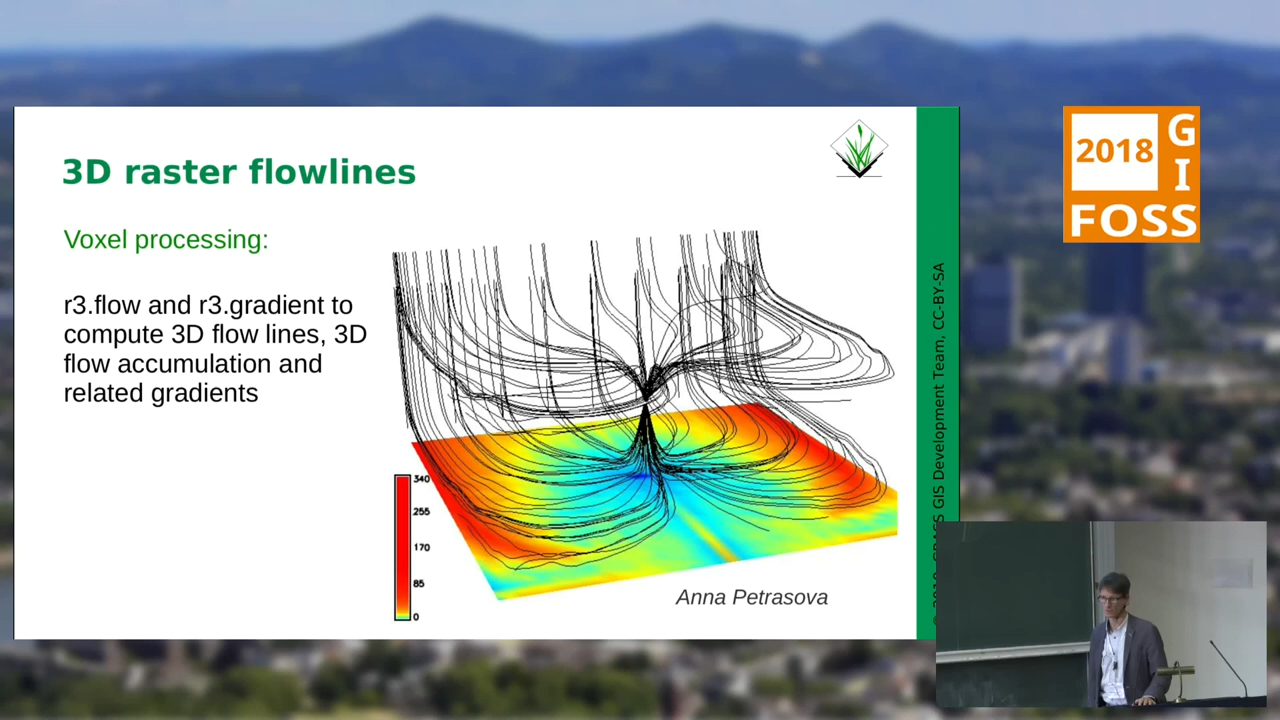 3D raster flowlines
Voxel processing:
r3.flow and r3.gradient to
compute 3D flow lines, 3D
flow accumulation and
related gradients
340
255
170
85
0
Anna Petrasova
GRASS GIS Development Team, CC-BY-SA
2018
G
I
FOSS